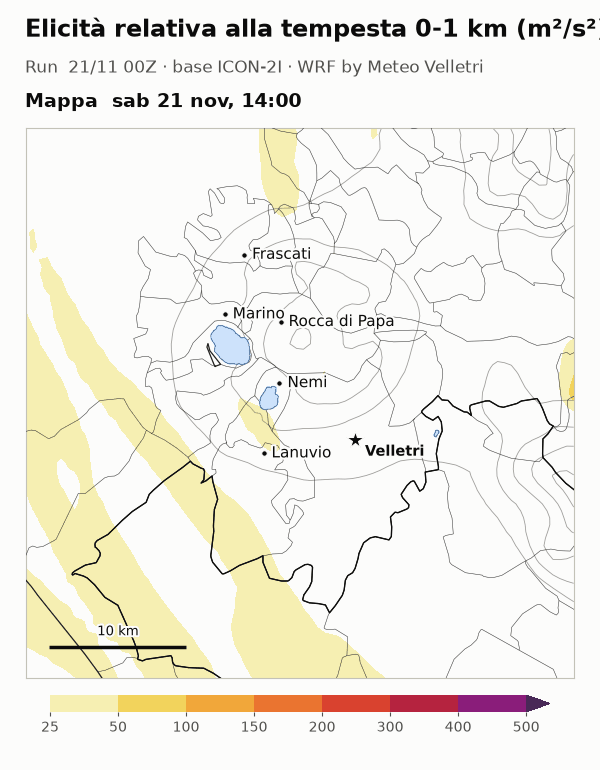 Elicità relativa alla tempesta 0-1 km (m²/s²)
Run 21/11 00Z · base ICON-2I · WRF by Meteo Velletri
Mappa sab 21 nov, 14:00
Frascati
Marino
Rocca di Papa
Nemi
Velletri
Lanuvio
10 km
25 50 100 150 200 300 400 500